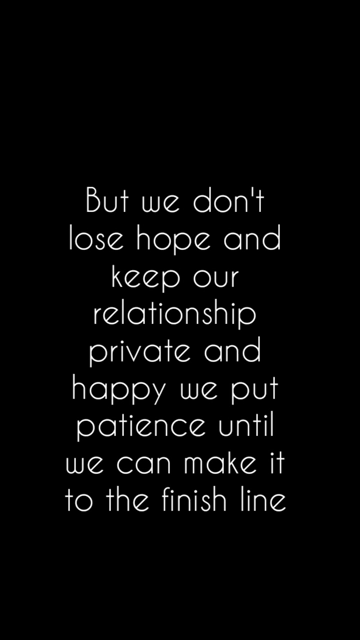 But we don't
lose hope and
keep our
relationship
private and
happy we put
patience until
we can make it
to the finish line